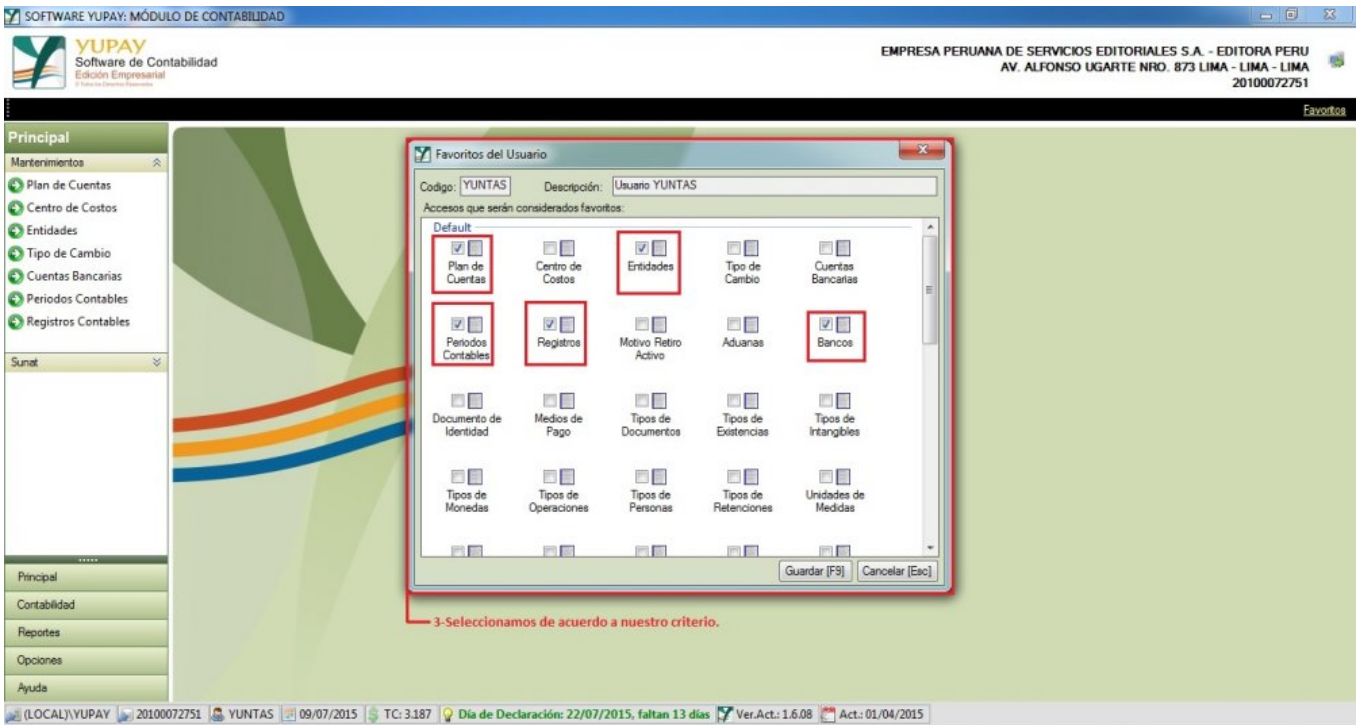 SOFTWARE YUPAY: MÓDULO DE CONTABILIDAD
YUPAY
Software de Contabilidad
Edición Empresarial
EMPRESA PERUANA DE SERVICIOS EDITORIALES S.A. - EDITORA PERU
AV. ALFONSO UGARTE NRO. 873 LIMA - LIMA - LIMA
20100072751
Favoritos
Principal
Mantenimientos
Plan de Cuentas
Centro de Costos
Entidades
Tipo de Cambio
Cuentas Bancarias
Periodos Contables
Registros Contables
Sunat
Principal
Contabilidad
Reportes
Opciones
Ayuda
Favoritos del Usuario
Codigo: YUNTAS Descripción: Usuario YUNTAS
Accesos que serán considerados favoritos:
Default
Plan de Cuentas
Centro de Costos
Entidades
Tipo de Cambio
Cuentas Bancarias
Periodos Contables
Registros
Motivo Retiro Activo
Aduanas
Bancos
Documento de Identidad
Medios de Pago
Tipos de Documentos
Tipos de Existencias
Tipos de Intangibles
Tipos de Monedas
Tipos de Operaciones
Tipos de Personas
Tipos de Retenciones
Unidades de Medidas
Guardar [F9] Cancelar [Esc]
3-Seleccionamos de acuerdo a nuestro criterio.
(LOCAL)\YUPAY 20100072751 YUNTAS 09/07/2015 TC: 3.187 Día de Declaración: 22/07/2015, faltan 13 días Ver.Act.: 1.6.08 Act.: 01/04/2015